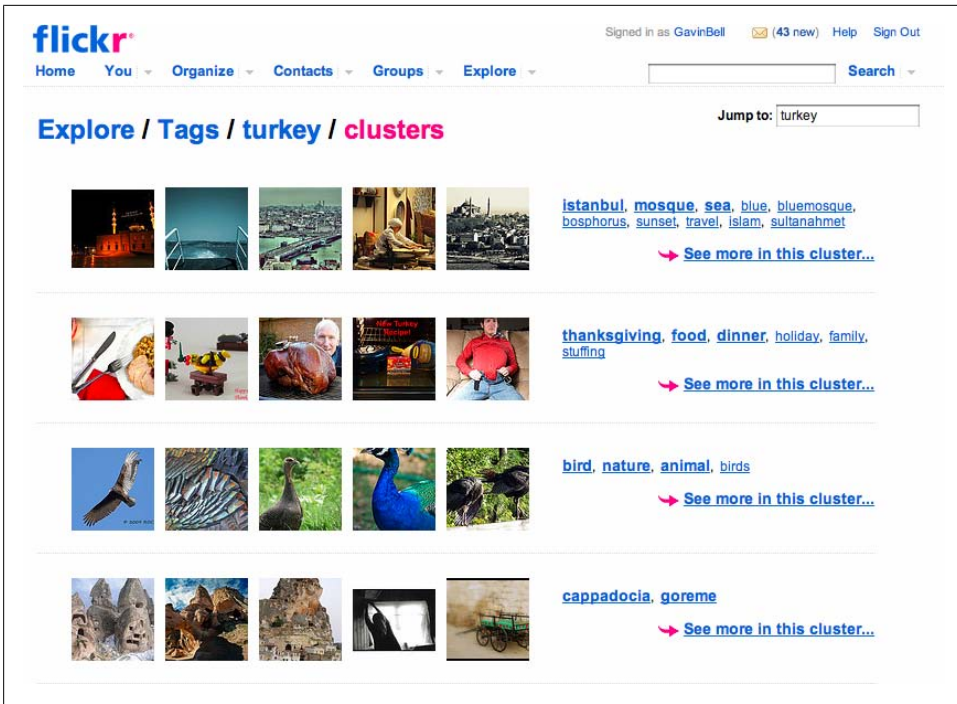 flickr
Signed in as GavinBell (43 new) Help Sign Out
Home You Organize Contacts Groups Explore Search
Explore / Tags / turkey / clusters
Jump to: turkey
istanbul, mosque, sea, blue, bluemosque,
bosphorus, sunset, travel, islam, sultanahmet
See more in this cluster...
New Turkey
Recipe!
thanksgiving, food, dinner, holiday, family,
stuffing
See more in this cluster...
bird, nature, animal, birds
See more in this cluster...
cappadocia, goreme
See more in this cluster...